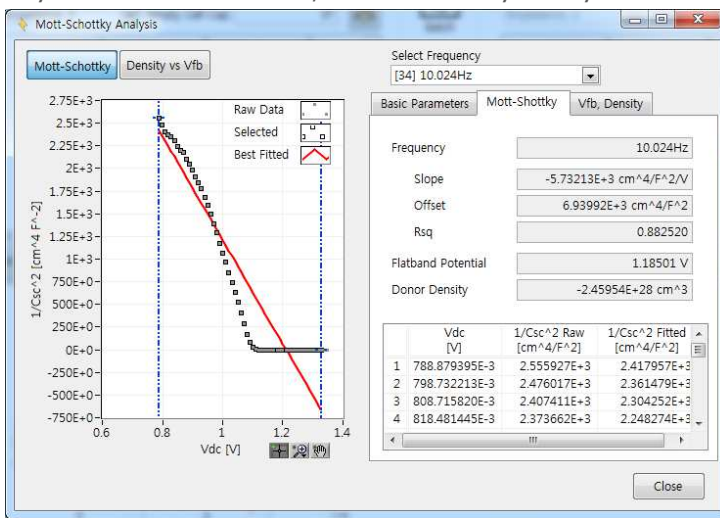 Mott-Schottky Analysis
Mott-Schottky
Density vs Vfb
Select Frequency
[34] 10.024Hz
Basic Parameters
Mott-Shottky
Vfb, Density
Raw Data
Selected
Best Fitted
2.75E+3
2.5E+3
2.25E+3
2E+3
1.75E+3
1.5E+3
1.25E+3
1E+3
750E+0
500E+0
250E+0
0E+0
-250E+0
-500E+0
-750E+0
1/Csc^2 [cm^4 F^-2]
0.6 0.8 1 1.2 1.4
Vdc [V]
Frequency 10.024Hz
Slope -5.73213E+3 cm^4/F^2/V
Offset 6.93992E+3 cm^4/F^2
Rsq 0.882520
Flatband Potential 1.18501 V
Donor Density -2.45954E+28 cm^3
Vdc 1/Csc^2 Raw 1/Csc^2 Fitted
[V] [cm^4/F^2] [cm^4/F^2]
1 788.879395E-3 2.555927E+3 2.417957E+3
2 798.732213E-3 2.476017E+3 2.361479E+3
3 808.715820E-3 2.407411E+3 2.304252E+3
4 818.481445E-3 2.373662E+3 2.248274E+3
Close